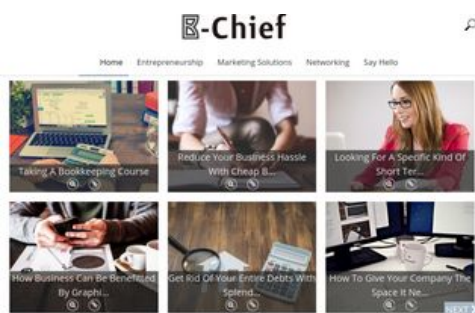 B-Chief
Home Entrepreneurship Marketing Solutions Networking Say Hello
Taking A Bookkeeping Course
Reduce Your Business Hassle
With Cheap B...
Looking For A Specific Kind Of
Short Ter...
How Business Can Be Benefitted
By Graphi...
Get Rid Of Your Entire Debts With
Splend...
How To Give Your Company The
Space It Ne...
NEXT